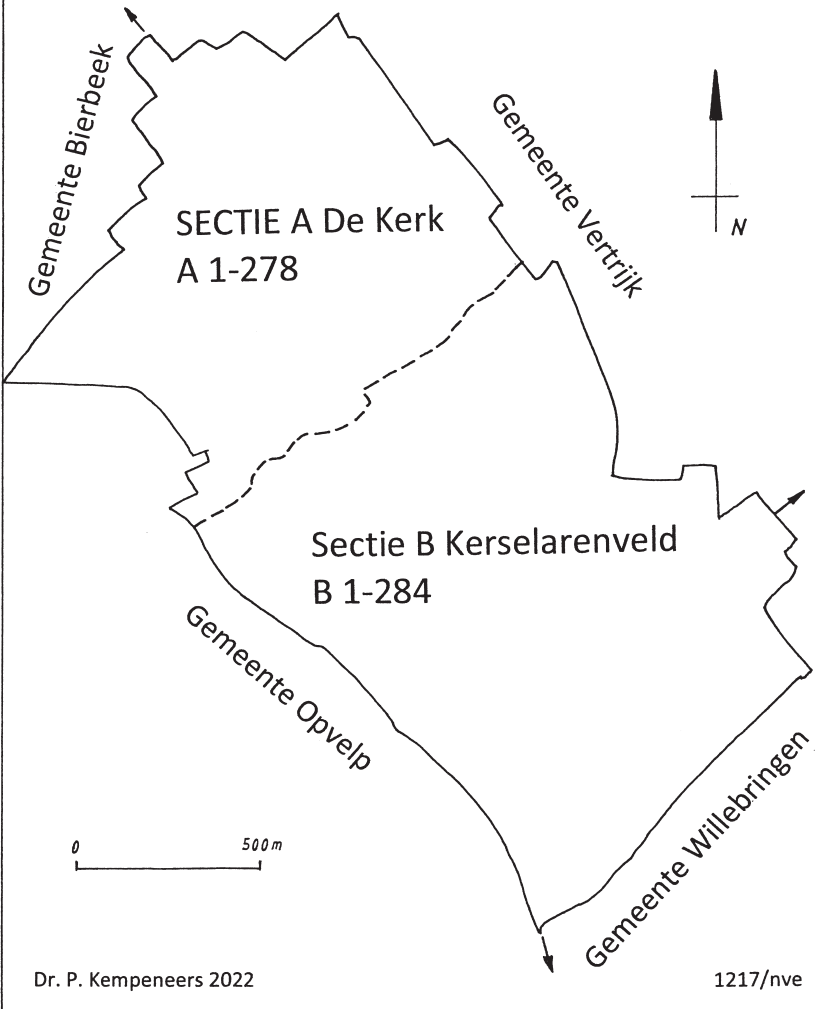 Gemeente Bierbeek
Gemeente Vertrijk
SECTIE A De Kerk
A 1-278
N
Sectie B Kerselarenveld
B 1-284
Gemeente Opvelp
Gemeente Willebringen
0 500m
Dr. P. Kempeneers 2022
1217/nve